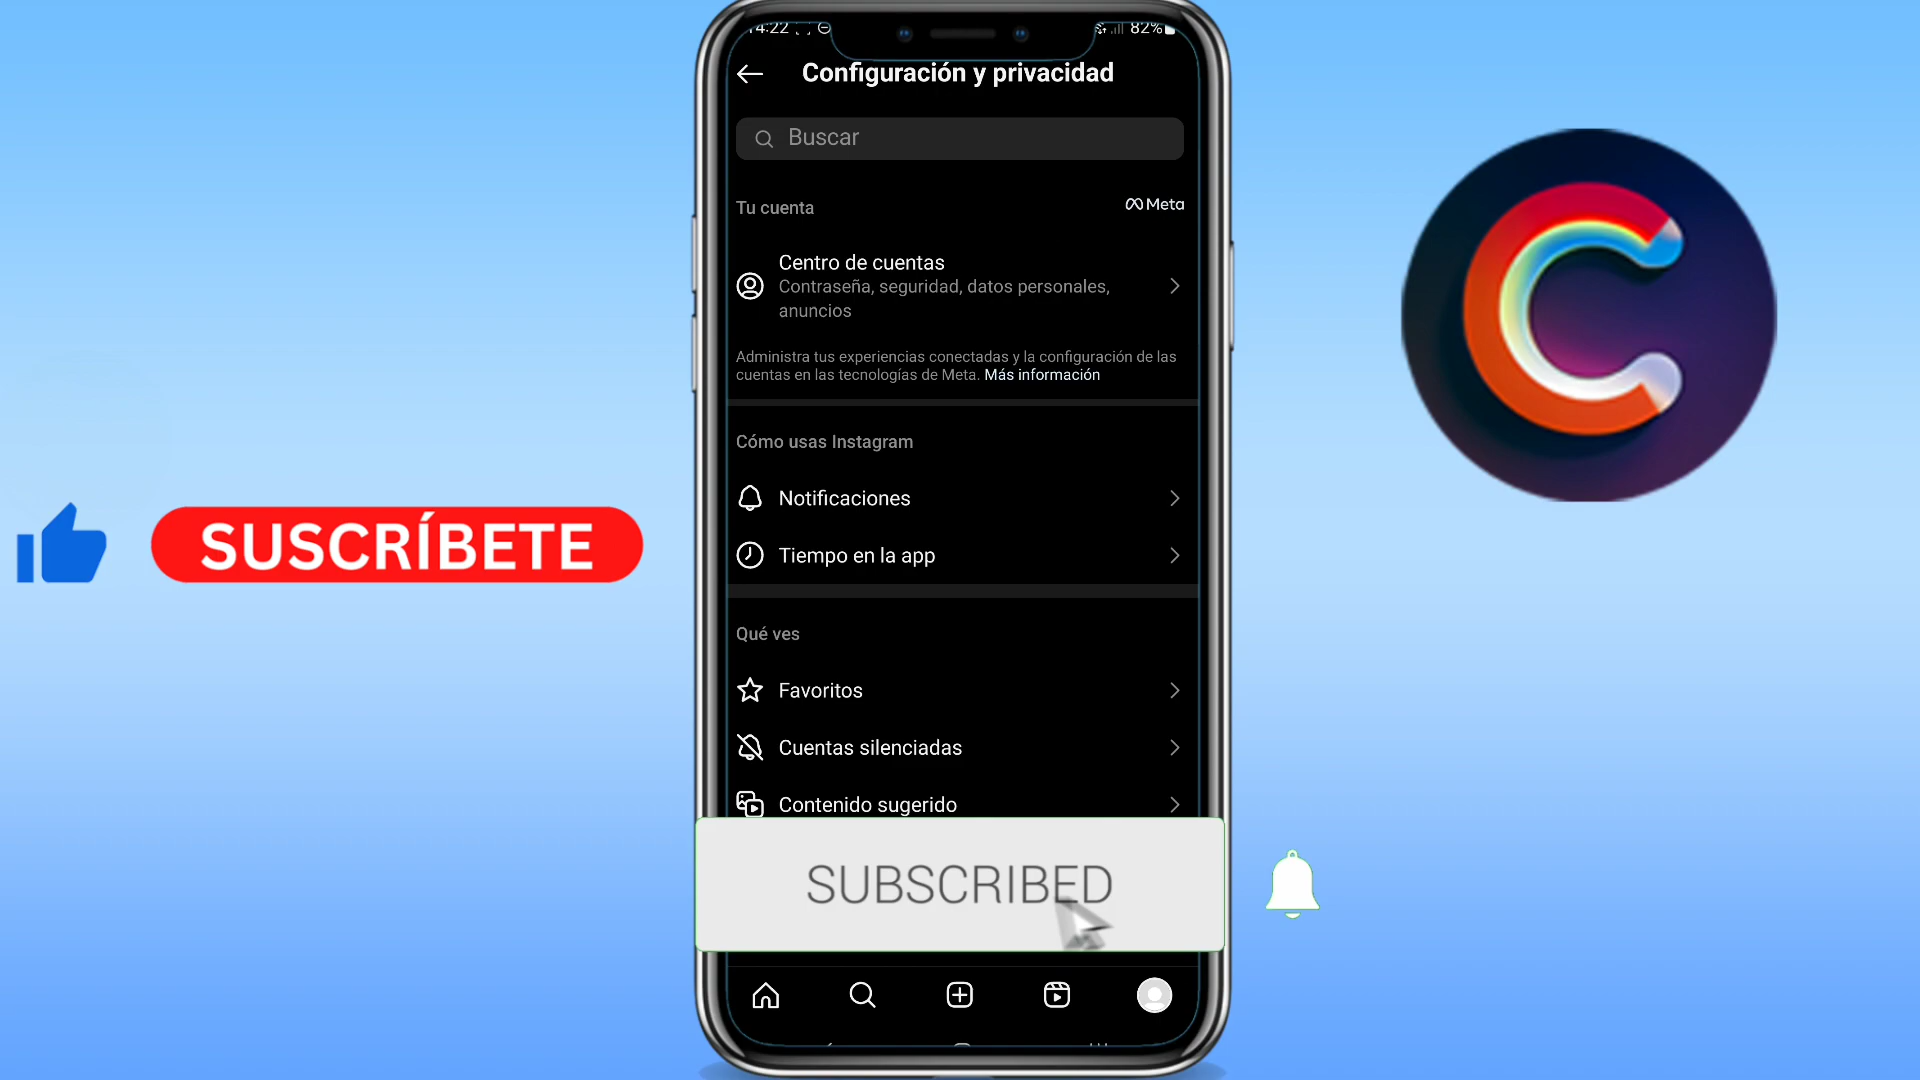 14:22
82%
Configuración y privacidad
Buscar
Tu cuenta
Meta
Centro de cuentas
Contraseña, seguridad, datos personales,
anuncios
Administra tus experiencias conectadas y la configuración de las
cuentas en las tecnologías de Meta. Más información
Cómo usas Instagram
Notificaciones
Tiempo en la app
SUSCRÍBETE
Qué ves
Favoritos
Cuentas silenciadas
Contenido sugerido
SUBSCRIBED